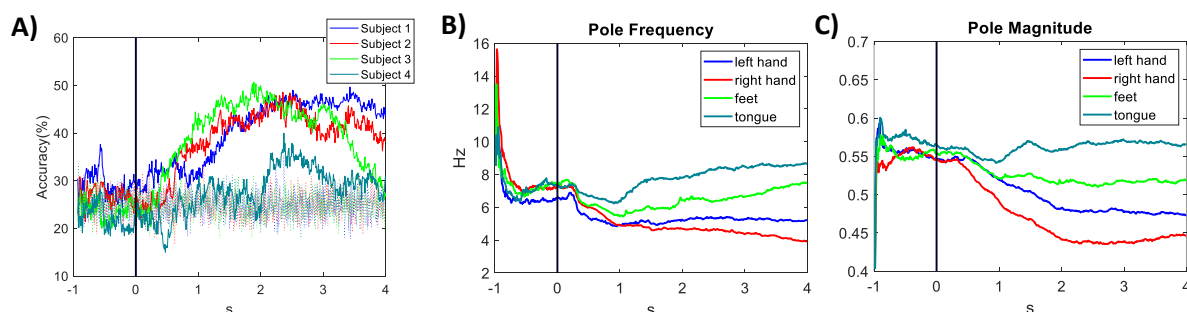 A)
Subject 1
Subject 2
Subject 3
Subject 4
Accuracy(%)
60
50
40
30
20
10
-1 0 1 2 3 4
s
B)
Pole Frequency
left hand
right hand
feet
tongue
Hz
16
14
12
10
8
6
4
2
-1 0 1 2 3 4
s
C)
Pole Magnitude
left hand
right hand
feet
tongue
0.7
0.65
0.6
0.55
0.5
0.45
0.4
-1 0 1 2 3 4
s